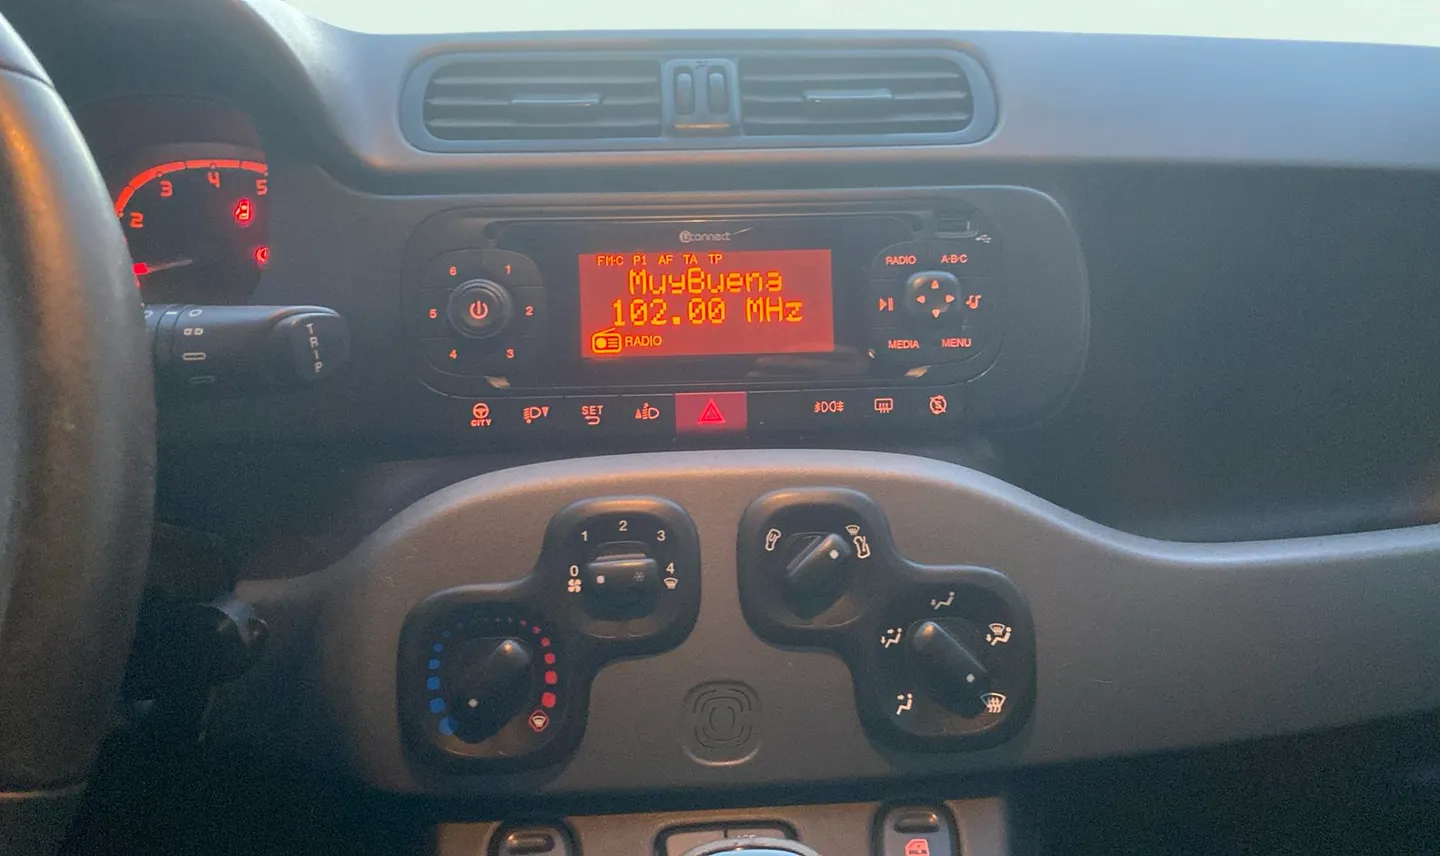 2 3 4 5
Uconnect
6 1
5 2
4 3
FM:C P1 AF TA TP
MuyBuena
102.00 MHz
RADIO
RADIO A·B·C
MEDIA MENU
TRIP
CITY
SET
0 1 2 3 4